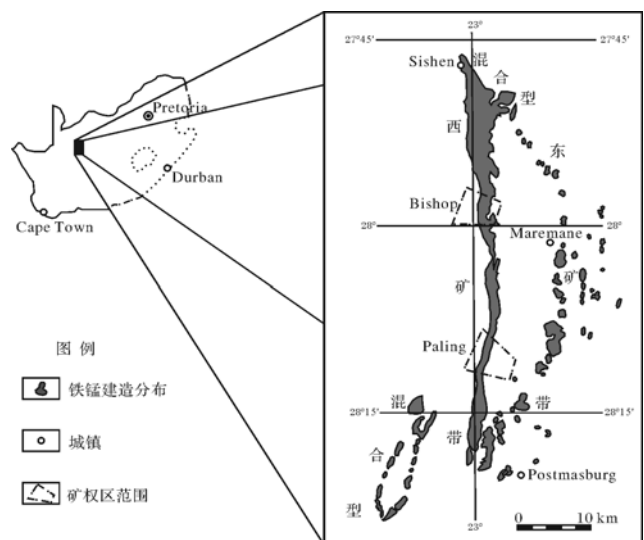 Pretoria
Durban
Cape Town
图 例
铁锰建造分布
城镇
矿权区范围
23°
27°45′
27°45′
Sishen
混
合
型
西
东
Bishop
28°
28°
Maremane
矿
矿
Paling
混
带
28°15′
28°15′
带
合
Postmasburg
型
23°
0 10 km